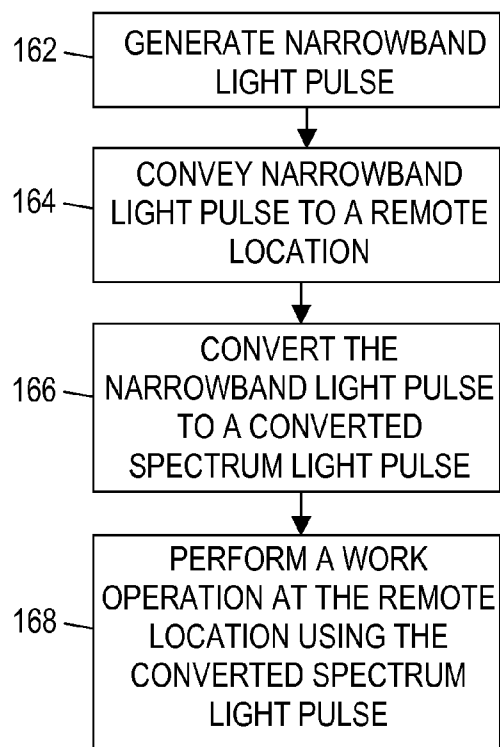 162
GENERATE NARROWBAND
LIGHT PULSE
164
CONVEY NARROWBAND
LIGHT PULSE TO A REMOTE
LOCATION
166
CONVERT THE
NARROWBAND LIGHT PULSE
TO A CONVERTED
SPECTRUM LIGHT PULSE
168
PERFORM A WORK
OPERATION AT THE REMOTE
LOCATION USING THE
CONVERTED SPECTRUM
LIGHT PULSE